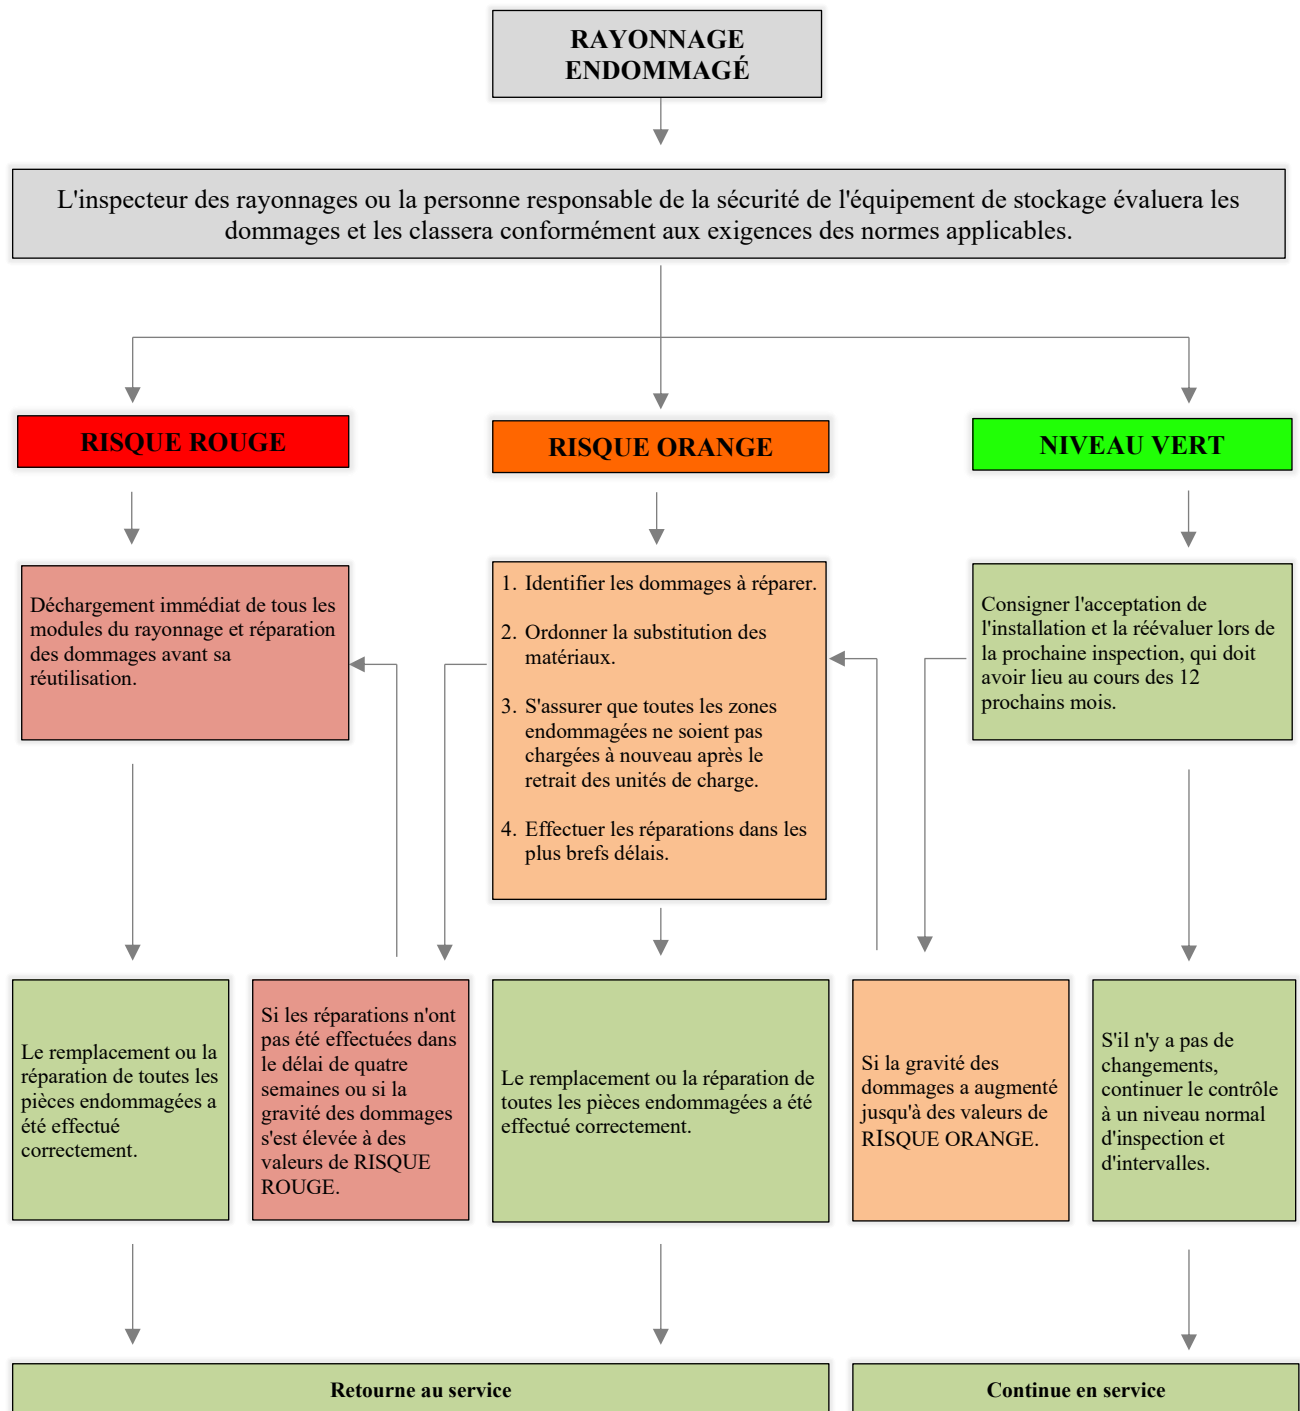 RAYONNAGE
ENDOMMAGÉ
L'inspecteur des rayonnages ou la personne responsable de la sécurité de l'équipement de stockage évaluera les
dommages et les classera conformément aux exigences des normes applicables.
RISQUE ROUGE
RISQUE ORANGE
NIVEAU VERT
Déchargement immédiat de tous les
modules du rayonnage et réparation
des dommages avant sa
réutilisation.
1. Identifier les dommages à réparer.
2. Ordonner la substitution des
matériaux.
3. S'assurer que toutes les zones
endommagées ne soient pas
chargées à nouveau après le
retrait des unités de charge.
4. Effectuer les réparations dans les
plus brefs délais.
Consigner l'acceptation de
l'installation et la réévaluer lors de
la prochaine inspection, qui doit
avoir lieu au cours des 12
prochains mois.
Le remplacement ou la
réparation de toutes les
pièces endommagées a
été effectué
correctement.
Si les réparations n'ont
pas été effectuées dans
le délai de quatre
semaines ou si la
gravité des dommages
s'est élevée à des
valeurs de RISQUE
ROUGE.
Le remplacement ou la réparation de
toutes les pièces endommagées a été
effectué correctement.
Si la gravité des
dommages a augmenté
jusqu'à des valeurs de
RISQUE ORANGE.
S'il n'y a pas de
changements,
continuer le contrôle
à un niveau normal
d'inspection et
d'intervalles.
Retourne au service
Continue en service